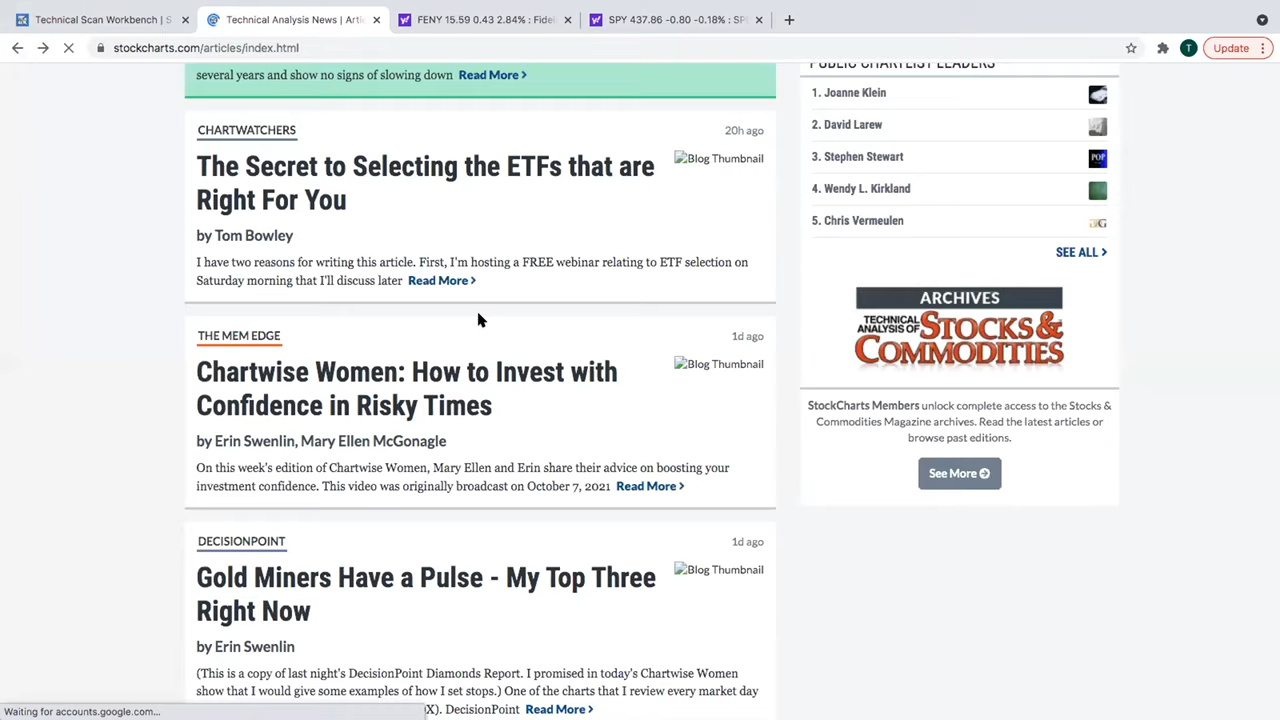 Technical Scan Workbench | S
Technical Analysis News | Arti
FENY 15.59 0.43 2.84% : Fidel
SPY 437.86 -0.80 -0.18% : SP
stockcharts.com/articles/index.html
T
Update
several years and show no signs of slowing down Read More >
CHARTWATCHERS
20h ago
The Secret to Selecting the ETFs that are
Right For You
Blog Thumbnail
by Tom Bowley
I have two reasons for writing this article. First, I'm hosting a FREE webinar relating to ETF selection on
Saturday morning that I'll discuss later Read More >
THE MEM EDGE
1d ago
Chartwise Women: How to Invest with
Confidence in Risky Times
Blog Thumbnail
by Erin Swenlin, Mary Ellen McGonagle
On this week's edition of Chartwise Women, Mary Ellen and Erin share their advice on boosting your
investment confidence. This video was originally broadcast on October 7, 2021 Read More >
DECISIONPOINT
1d ago
Gold Miners Have a Pulse - My Top Three
Right Now
Blog Thumbnail
by Erin Swenlin
(This is a copy of last night's DecisionPoint Diamonds Report. I promised in today's Chartwise Women
show that I would give some examples of how I set stops.) One of the charts that I review every market day
X). DecisionPoint Read More >
PUBLIC CHARTLIST LEADERS
1. Joanne Klein
2. David Larew
3. Stephen Stewart
POP
4. Wendy L. Kirkland
5. Chris Vermeulen
SEE ALL >
ARCHIVES
TECHNICAL
ANALYSIS OF
STOCKS &
COMMODITIES
StockCharts Members unlock complete access to the Stocks &
Commodities Magazine archives. Read the latest articles or
browse past editions.
See More
Waiting for accounts.google.com...